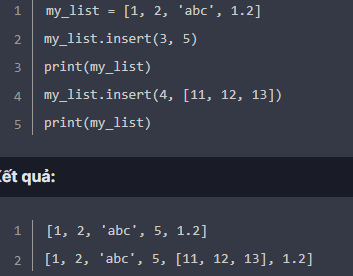 1 my_list = [1, 2, 'abc', 1.2]
2 my_list.insert(3, 5)
3 print(my_list)
4 my_list.insert(4, [11, 12, 13])
5 print(my_list)
ết quả:
1 [1, 2, 'abc', 5, 1.2]
2 [1, 2, 'abc', 5, [11, 12, 13], 1.2]